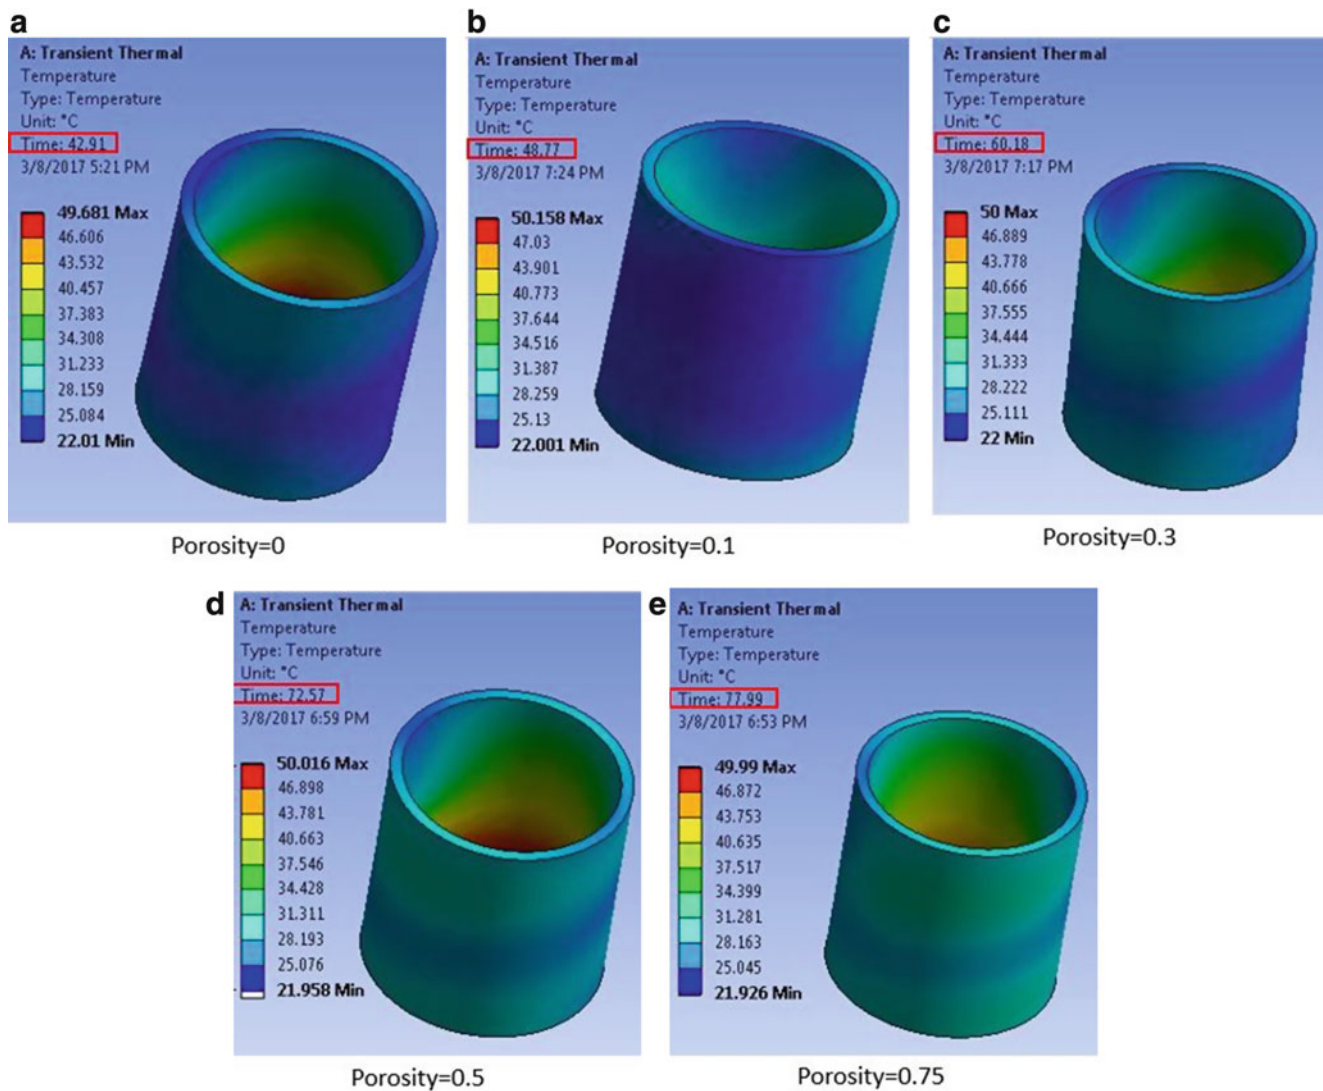 a
A: Transient Thermal
Temperature
Type: Temperature
Unit: °C
Time: 42.91
3/8/2017 5:21 PM
49.681 Max
46.606
43.532
40.457
37.383
34.308
31.233
28.159
25.084
22.01 Min
Porosity=0
b
A: Transient Thermal
Temperature
Type: Temperature
Unit: °C
Time: 48.77
3/8/2017 7:24 PM
50.158 Max
47.03
43.901
40.773
37.644
34.516
31.387
28.259
25.13
22.001 Min
Porosity=0.1
c
A: Transient Thermal
Temperature
Type: Temperature
Unit: °C
Time: 60.18
3/8/2017 7:17 PM
50 Max
46.889
43.778
40.666
37.555
34.444
31.333
28.222
25.111
22 Min
Porosity=0.3
d
A: Transient Thermal
Temperature
Type: Temperature
Unit: °C
Time: 72.57
3/8/2017 6:59 PM
50.016 Max
46.898
43.781
40.663
37.546
34.428
31.311
28.193
25.076
21.958 Min
Porosity=0.5
e
A: Transient Thermal
Temperature
Type: Temperature
Unit: °C
Time: 77.99
3/8/2017 6:53 PM
49.99 Max
46.872
43.753
40.635
37.517
34.399
31.281
28.163
25.045
21.926 Min
Porosity=0.75